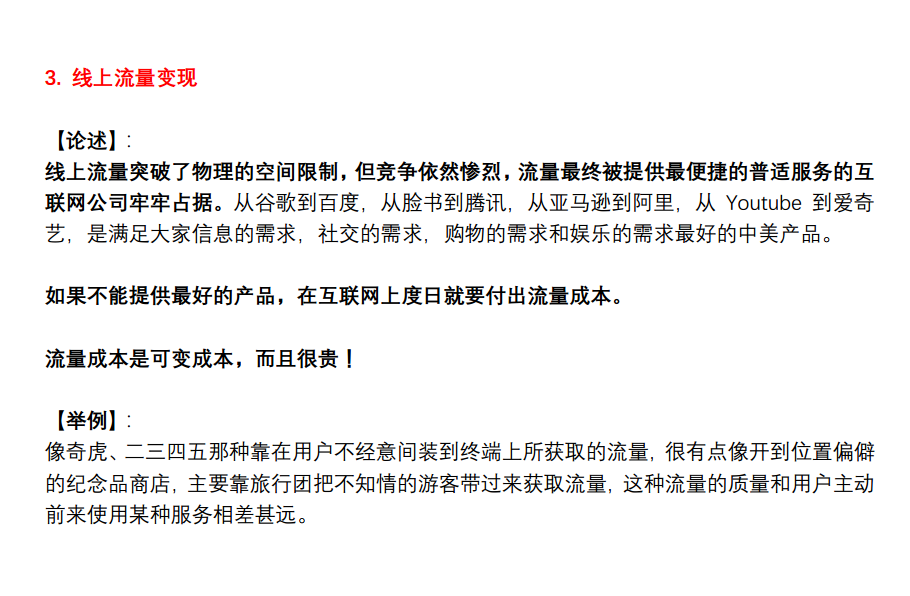 3. 线上流量变现
【论述】:
线上流量突破了物理的空间限制，但竞争依然惨烈，流量最终被提供最便捷的普适服务的互
联网公司牢牢占据。从谷歌到百度，从脸书到腾讯，从亚马逊到阿里，从 Youtube 到爱奇
艺，是满足大家信息的需求，社交的需求，购物的需求和娱乐的需求最好的中美产品。
如果不能提供最好的产品，在互联网上度日就要付出流量成本。
流量成本是可变成本，而且很贵！
【举例】:
像奇虎、二三四五那种靠在用户不经意间装到终端上所获取的流量，很有点像开到位置偏僻
的纪念品商店，主要靠旅行团把不知情的游客带过来获取流量，这种流量的质量和用户主动
前来使用某种服务相差甚远。